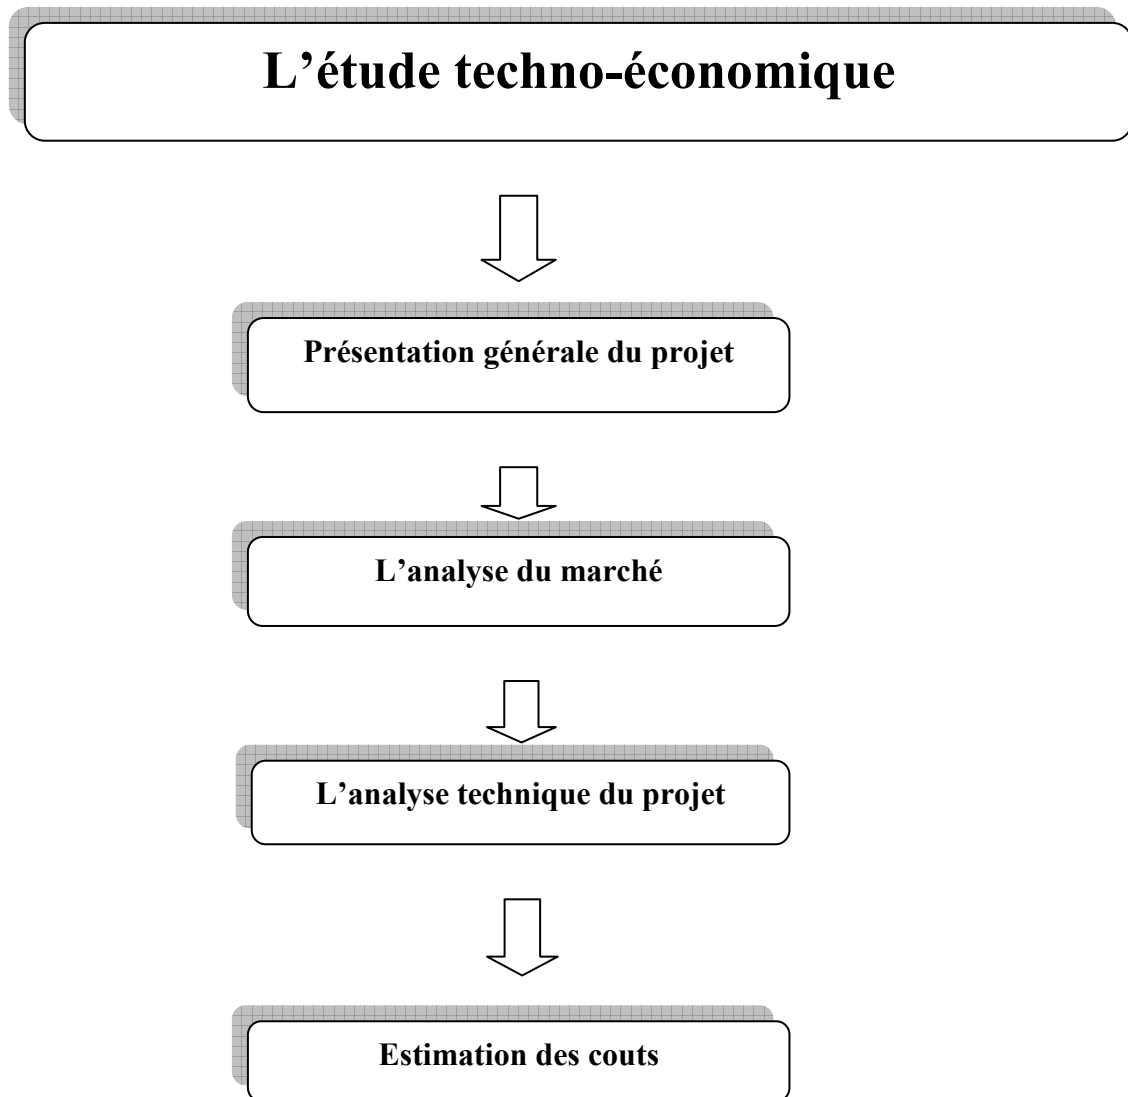 L’étude techno-économique
Présentation générale du projet
L’analyse du marché
L’analyse technique du projet
Estimation des couts